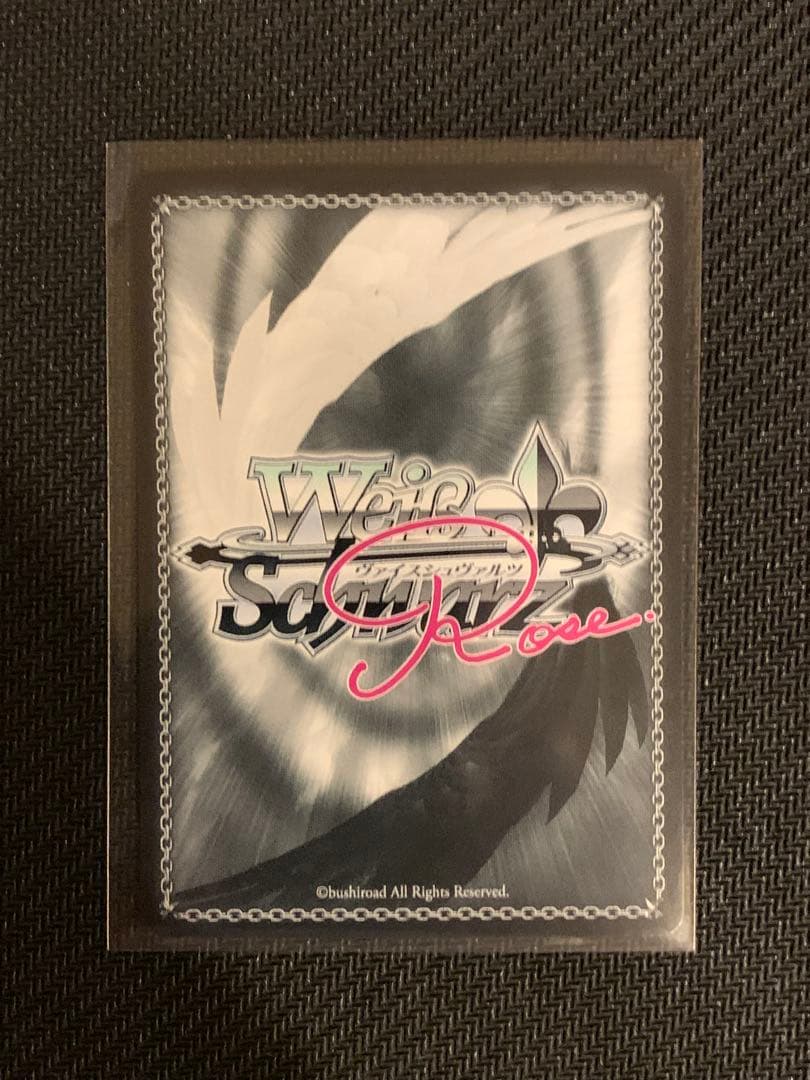 Weiß
ヴァイスシュヴァルツ
Schwarz
Rose.
©bushiroad All Rights Reserved.